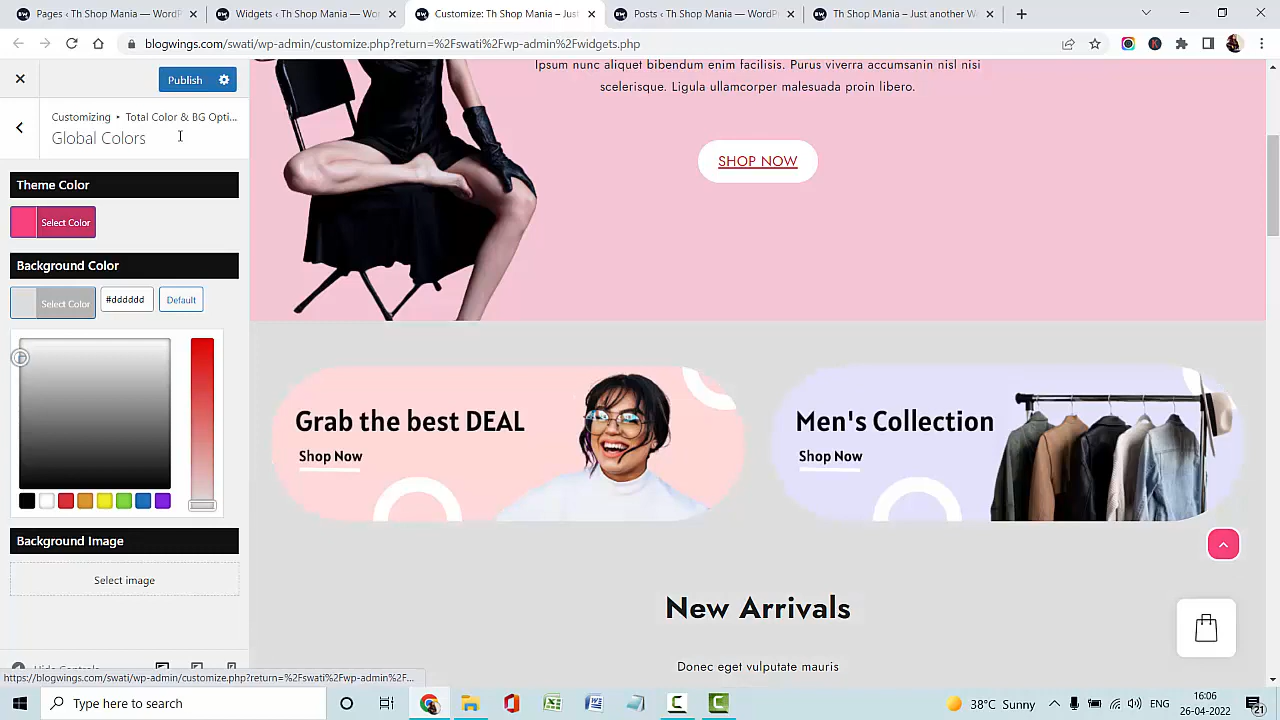 Pages ‹ Th Shop Mania — WordP
Widgets ‹ Th Shop Mania — Wo
Customize: Th Shop Mania – Just
Posts ‹ Th Shop Mania — WordP
Th Shop Mania – Just another W
blogwings.com/swati/wp-admin/customize.php?return=%2Fswati%2Fwp-admin%2Fwidgets.php
Publish
Customizing ▸ Total Color & BG Opti...
Global Colors
Theme Color
Select Color
Background Color
Select Color
#dddddd
Default
Background Image
Select image
Hide Controls
Ipsum nunc aliquet bibendum enim facilisis. Purus viverra accumsanin nisl nisi
scelerisque. Ligula ullamcorper malesuada proin libero.
SHOP NOW
Grab the best DEAL
Shop Now
Men's Collection
Shop Now
New Arrivals
Donec eget vulputate mauris
https://blogwings.com/swati/wp-admin/customize.php?return=%2Fswati%2Fwp-admin%2F...
Type here to search
38°C Sunny
ENG
16:06
26-04-2022
21